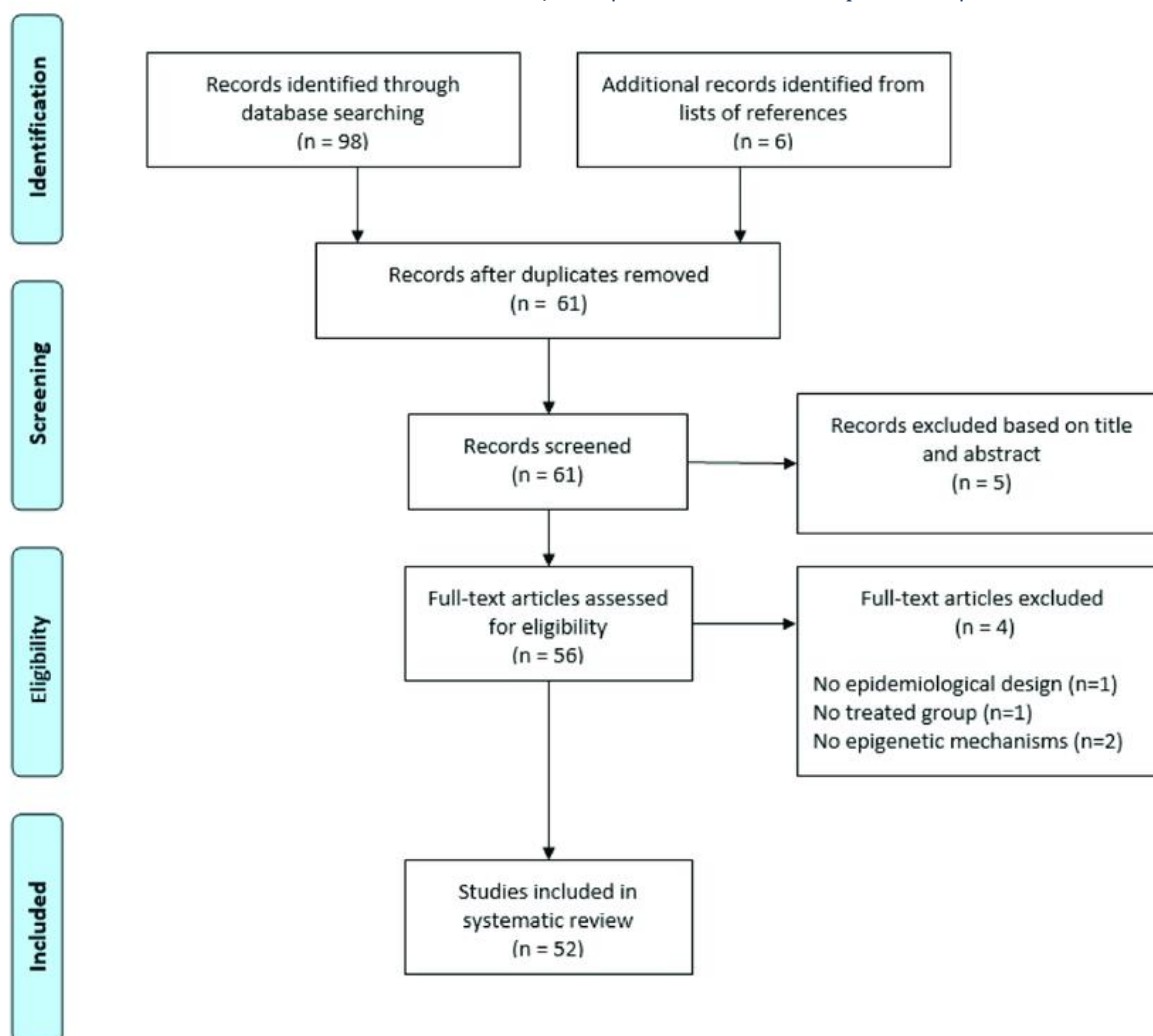 Identification
Records identified through
database searching
(n = 98)
Additional records identified from
lists of references
(n = 6)
Records after duplicates removed
(n = 61)
Screening
Records screened
(n = 61)
Records excluded based on title
and abstract
(n = 5)
Eligibility
Full-text articles assessed
for eligibility
(n = 56)
Full-text articles excluded
(n = 4)
No epidemiological design (n=1)
No treated group (n=1)
No epigenetic mechanisms (n=2)
Included
Studies included in
systematic review
(n = 52)